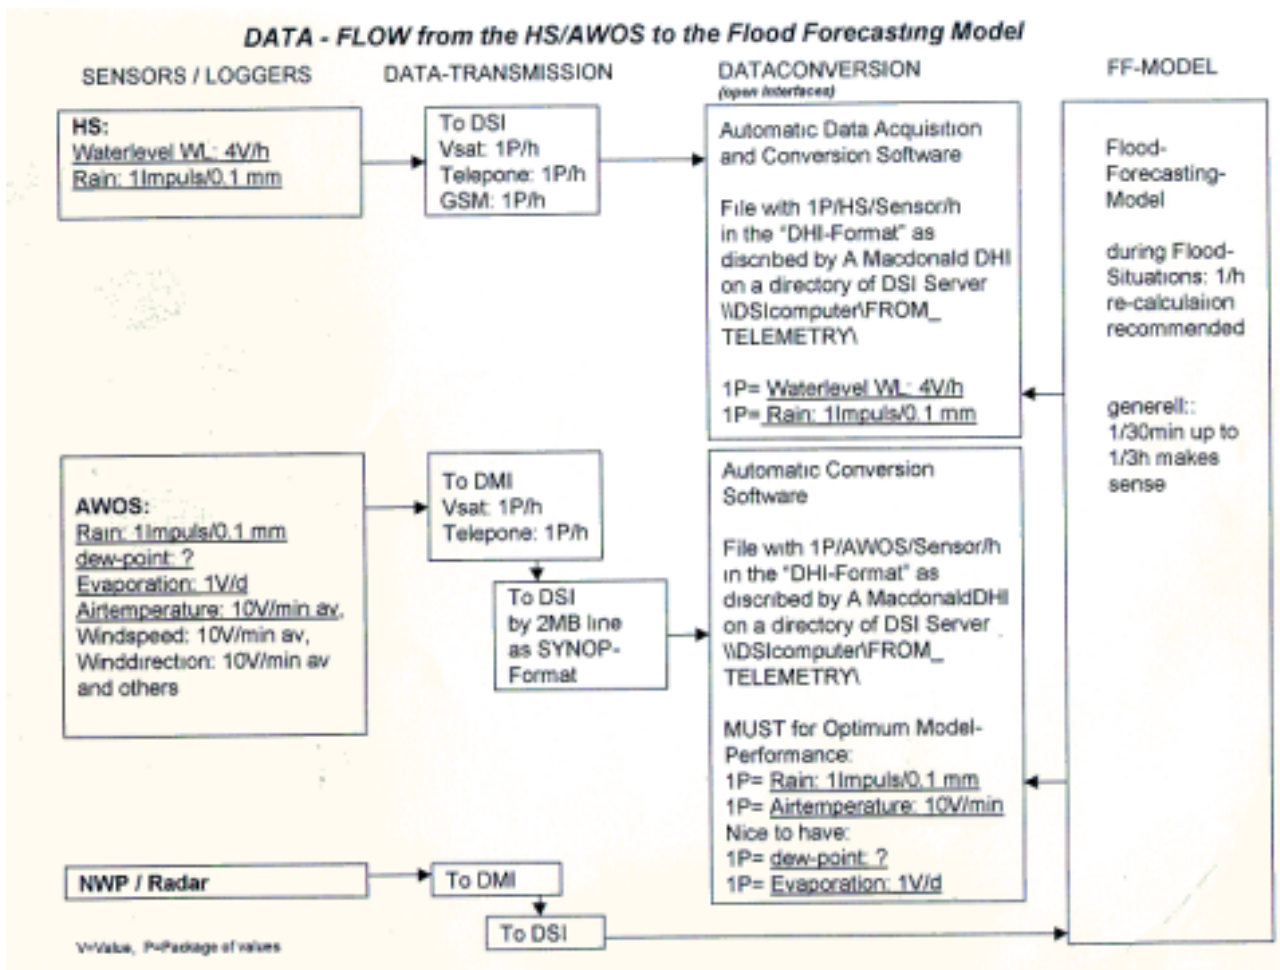 DATA - FLOW from the HS/AWOS to the Flood Forecasting Model
SENSORS / LOGGERS
DATA-TRANSMISSION
DATACONVERSION
(open interfaces)
FF-MODEL
HS:
Waterlevel WL: 4V/h
Rain: 1Impuls/0.1 mm
To DSI
Vsat: 1P/h
Telepone: 1P/h
GSM: 1P/h
Automatic Data Acquisition
and Conversion Software
File with 1P/HS/Sensor/h
in the "DHI-Format" as
discribed by A Macdonald DHI
on a directory of DSI Server
\\DSIcomputer\FROM_
TELEMETRY\
1P= Waterlevel WL: 4V/h
1P= Rain: 1Impuls/0.1 mm
Flood-
Forecasting-
Model
during Flood-
Situations: 1/h
re-calculaiion
recommended
generell::
1/30min up to
1/3h makes
sense
AWOS:
Rain: 1Impuls/0.1 mm
dew-point: ?
Evaporation: 1V/d
Airtemperature: 10V/min av,
Windspeed: 10V/min av,
Winddirection: 10V/min av
and others
To DMI
Vsat: 1P/h
Telepone: 1P/h
To DSI
by 2MB line
as SYNOP-
Format
Automatic Conversion
Software
File with 1P/AWOS/Sensor/h
in the "DHI-Format" as
discribed by A MacdonaldDHI
on a directory of DSI Server
\\DSIcomputer\FROM_
TELEMETRY\
MUST for Optimum Model-
Performance:
1P= Rain: 1Impuls/0.1 mm
1P= Airtemperature: 10V/min
Nice to have:
1P= dew-point: ?
1P= Evaporation: 1V/d
NWP / Radar
To DMI
To DSI
V=Value, P=Package of values